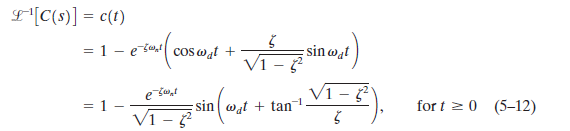 ℒ⁻¹[C(s)] = c(t)
= 1 − e^{−ζω_n t}( cos ω_d t + ζ/√(1 − ζ²) sin ω_d t )
= 1 − e^{−ζω_n t}/√(1 − ζ²) sin( ω_d t + tan⁻¹ √(1 − ζ²)/ζ ), for t ≥ 0 (5–12)